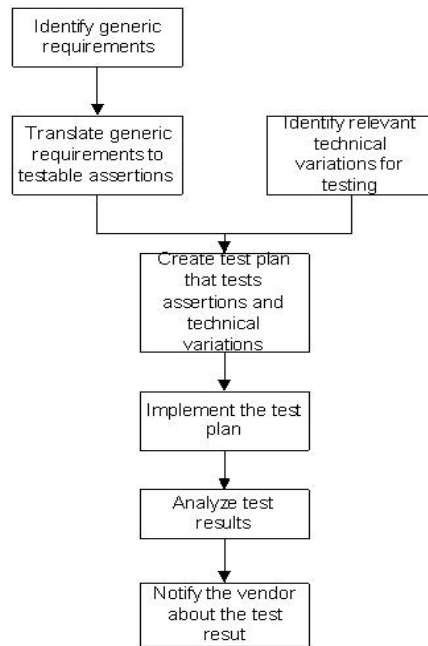 Identify generic
requirements
Translate generic
requirements to
testable assertions
Identify relevant
technical
variations for
testing
Create test plan
that tests
assertions and
technical
variations
Implement the test
plan
Analyze test
results
Notify the vendor
about the test
resut